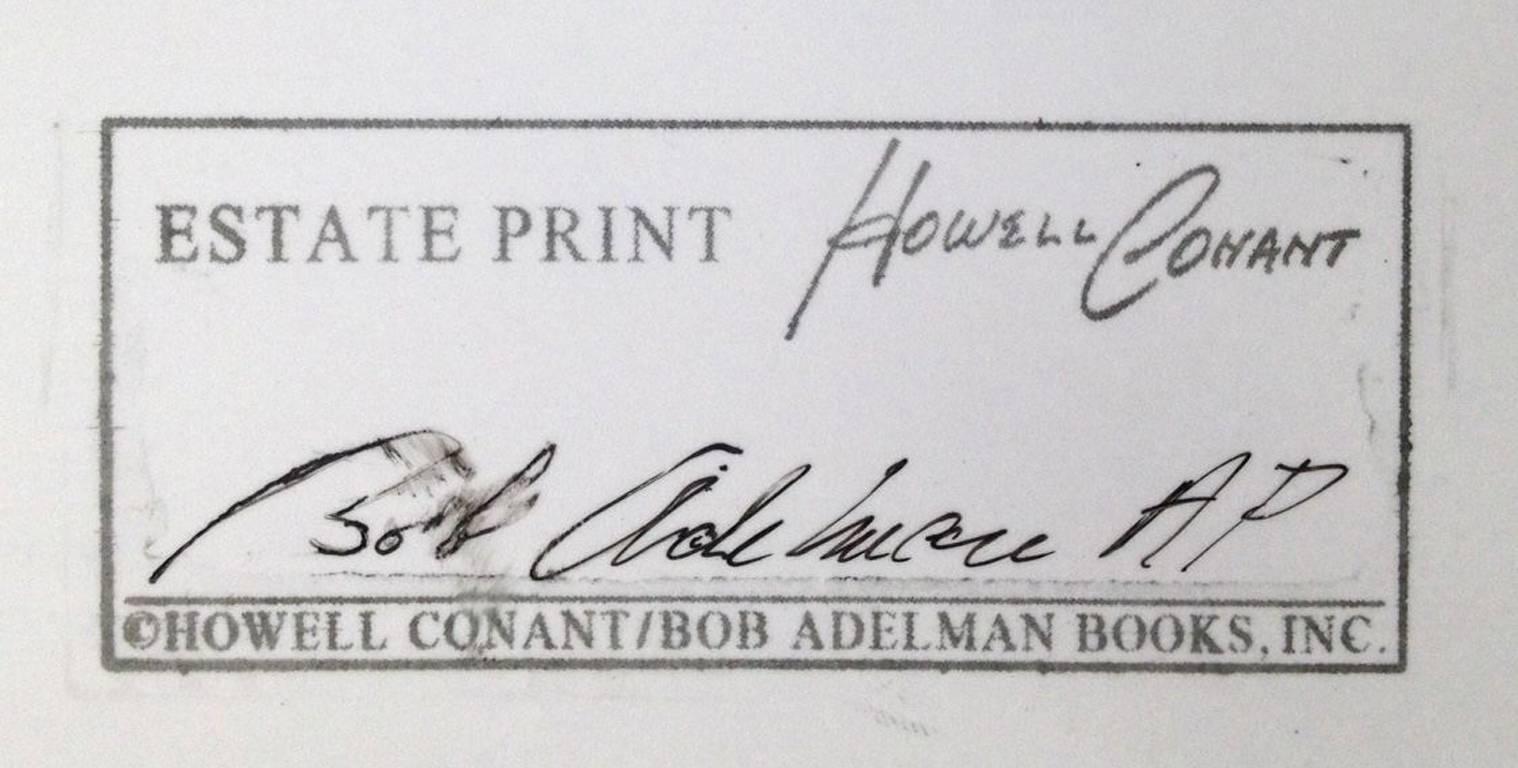 ESTATE PRINT Howell Conant
Bob Adelman AP
©HOWELL CONANT/BOB ADELMAN BOOKS, INC.